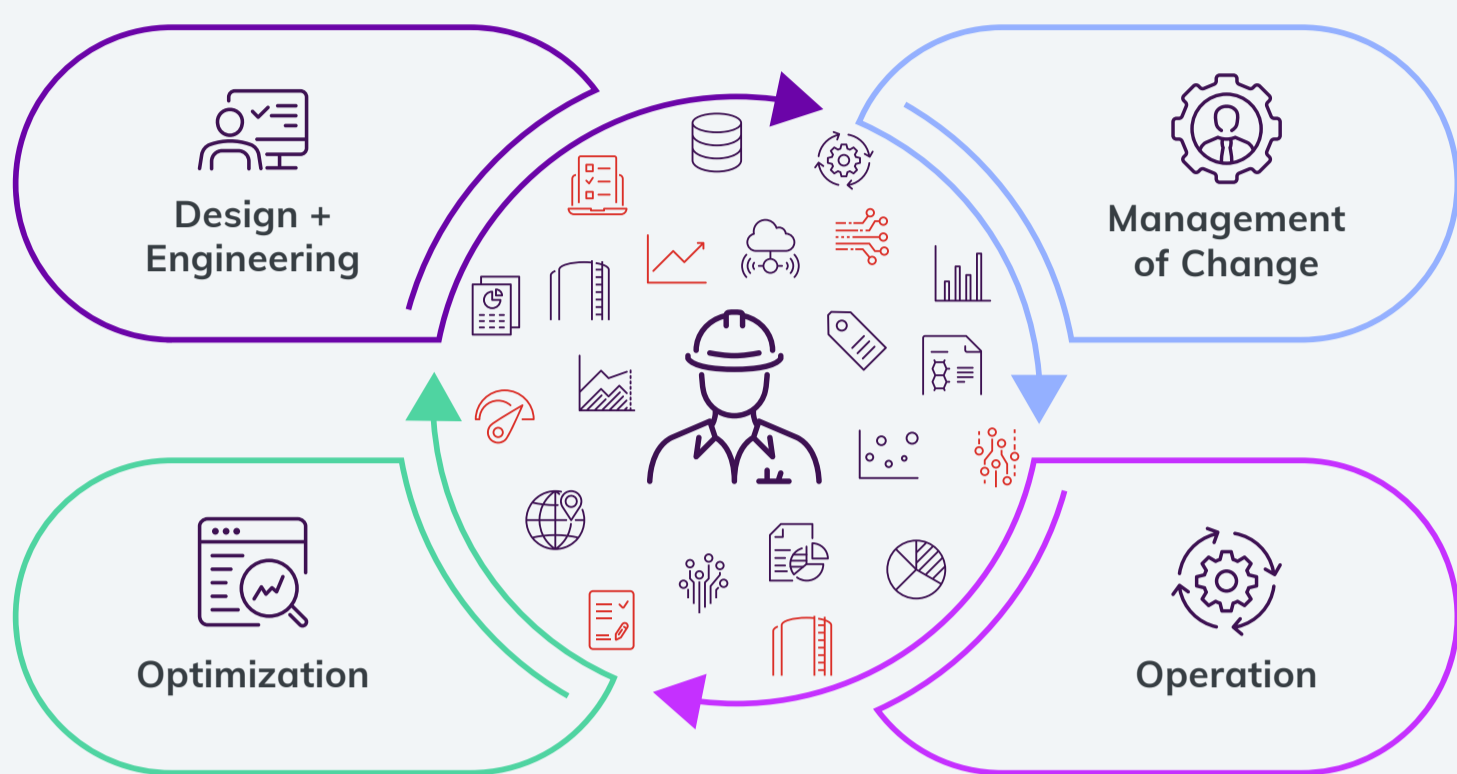 Design +
Engineering
Management
of Change
Optimization
Operation